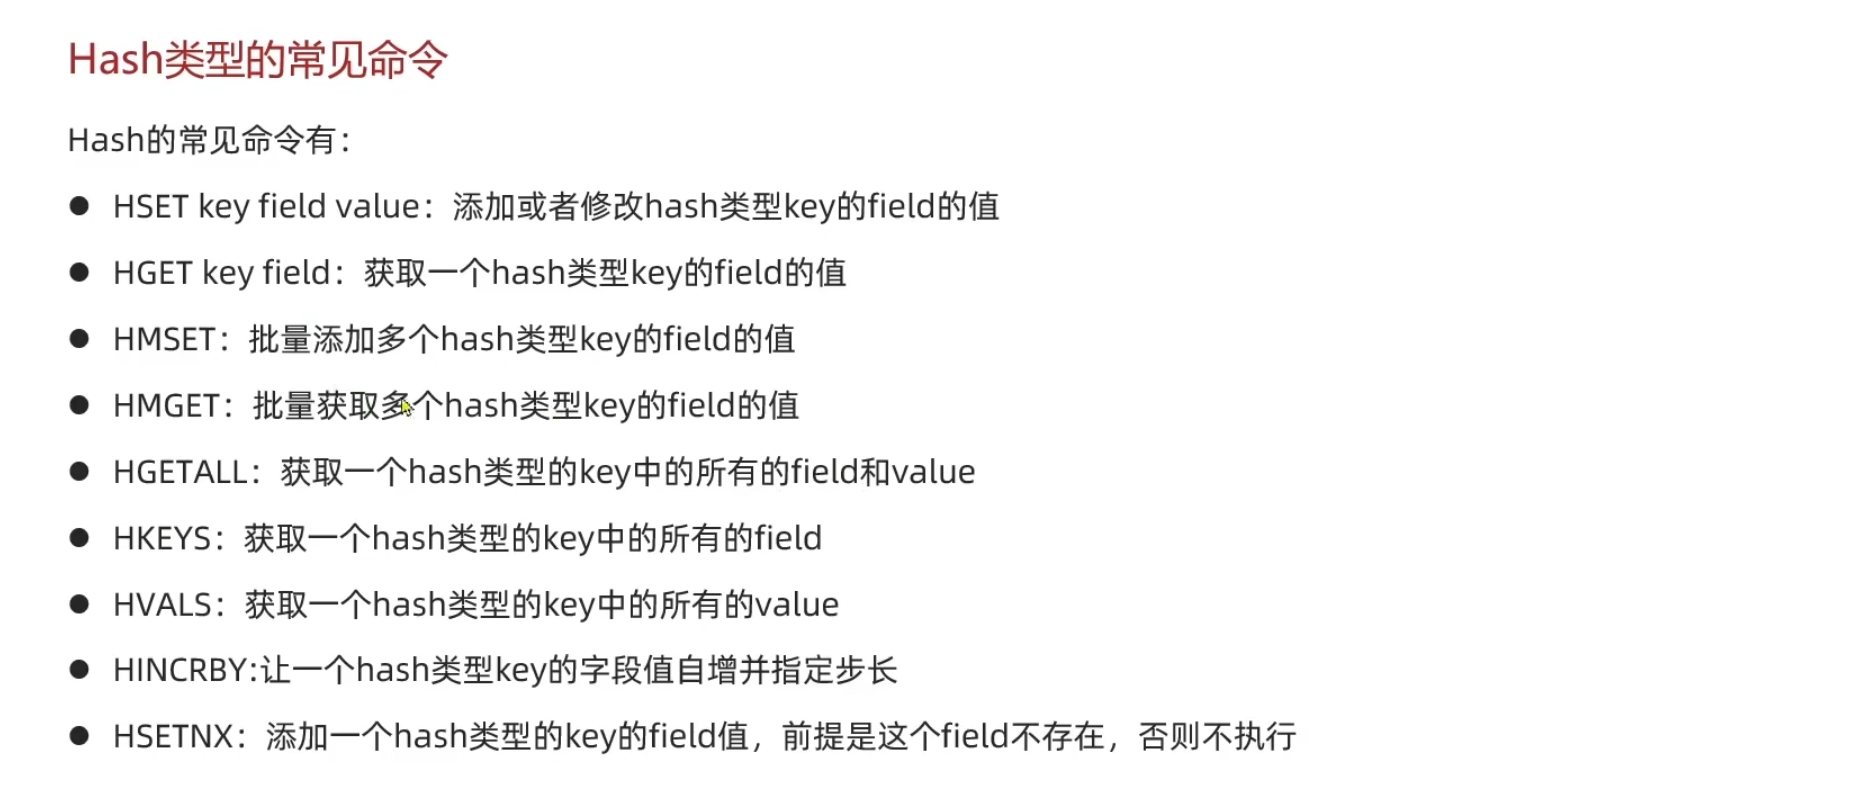 Hash类型的常见命令
Hash的常见命令有：
● HSET key field value：添加或者修改hash类型key的field的值
● HGET key field：获取一个hash类型key的field的值
● HMSET：批量添加多个hash类型key的field的值
● HMGET：批量获取多个hash类型key的field的值
● HGETALL：获取一个hash类型的key中的所有的field和value
● HKEYS：获取一个hash类型的key中的所有的field
● HVALS：获取一个hash类型的key中的所有的value
● HINCRBY:让一个hash类型key的字段值自增并指定步长
● HSETNX：添加一个hash类型的key的field值，前提是这个field不存在，否则不执行